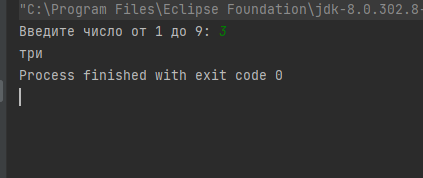 "C:\Program Files\Eclipse Foundation\jdk-8.0.302.8-
Введите число от 1 до 9: 3
три
Process finished with exit code 0